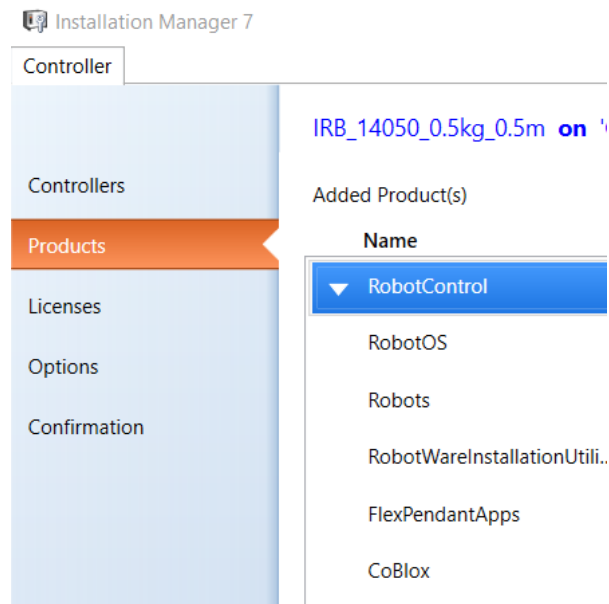 Installation Manager 7
Controller
IRB_14050_0.5kg_0.5m on '
Controllers
Added Product(s)
Name
Products
RobotControl
Licenses
RobotOS
Options
Robots
Confirmation
RobotWareInstallationUtili..
FlexPendantApps
CoBlox